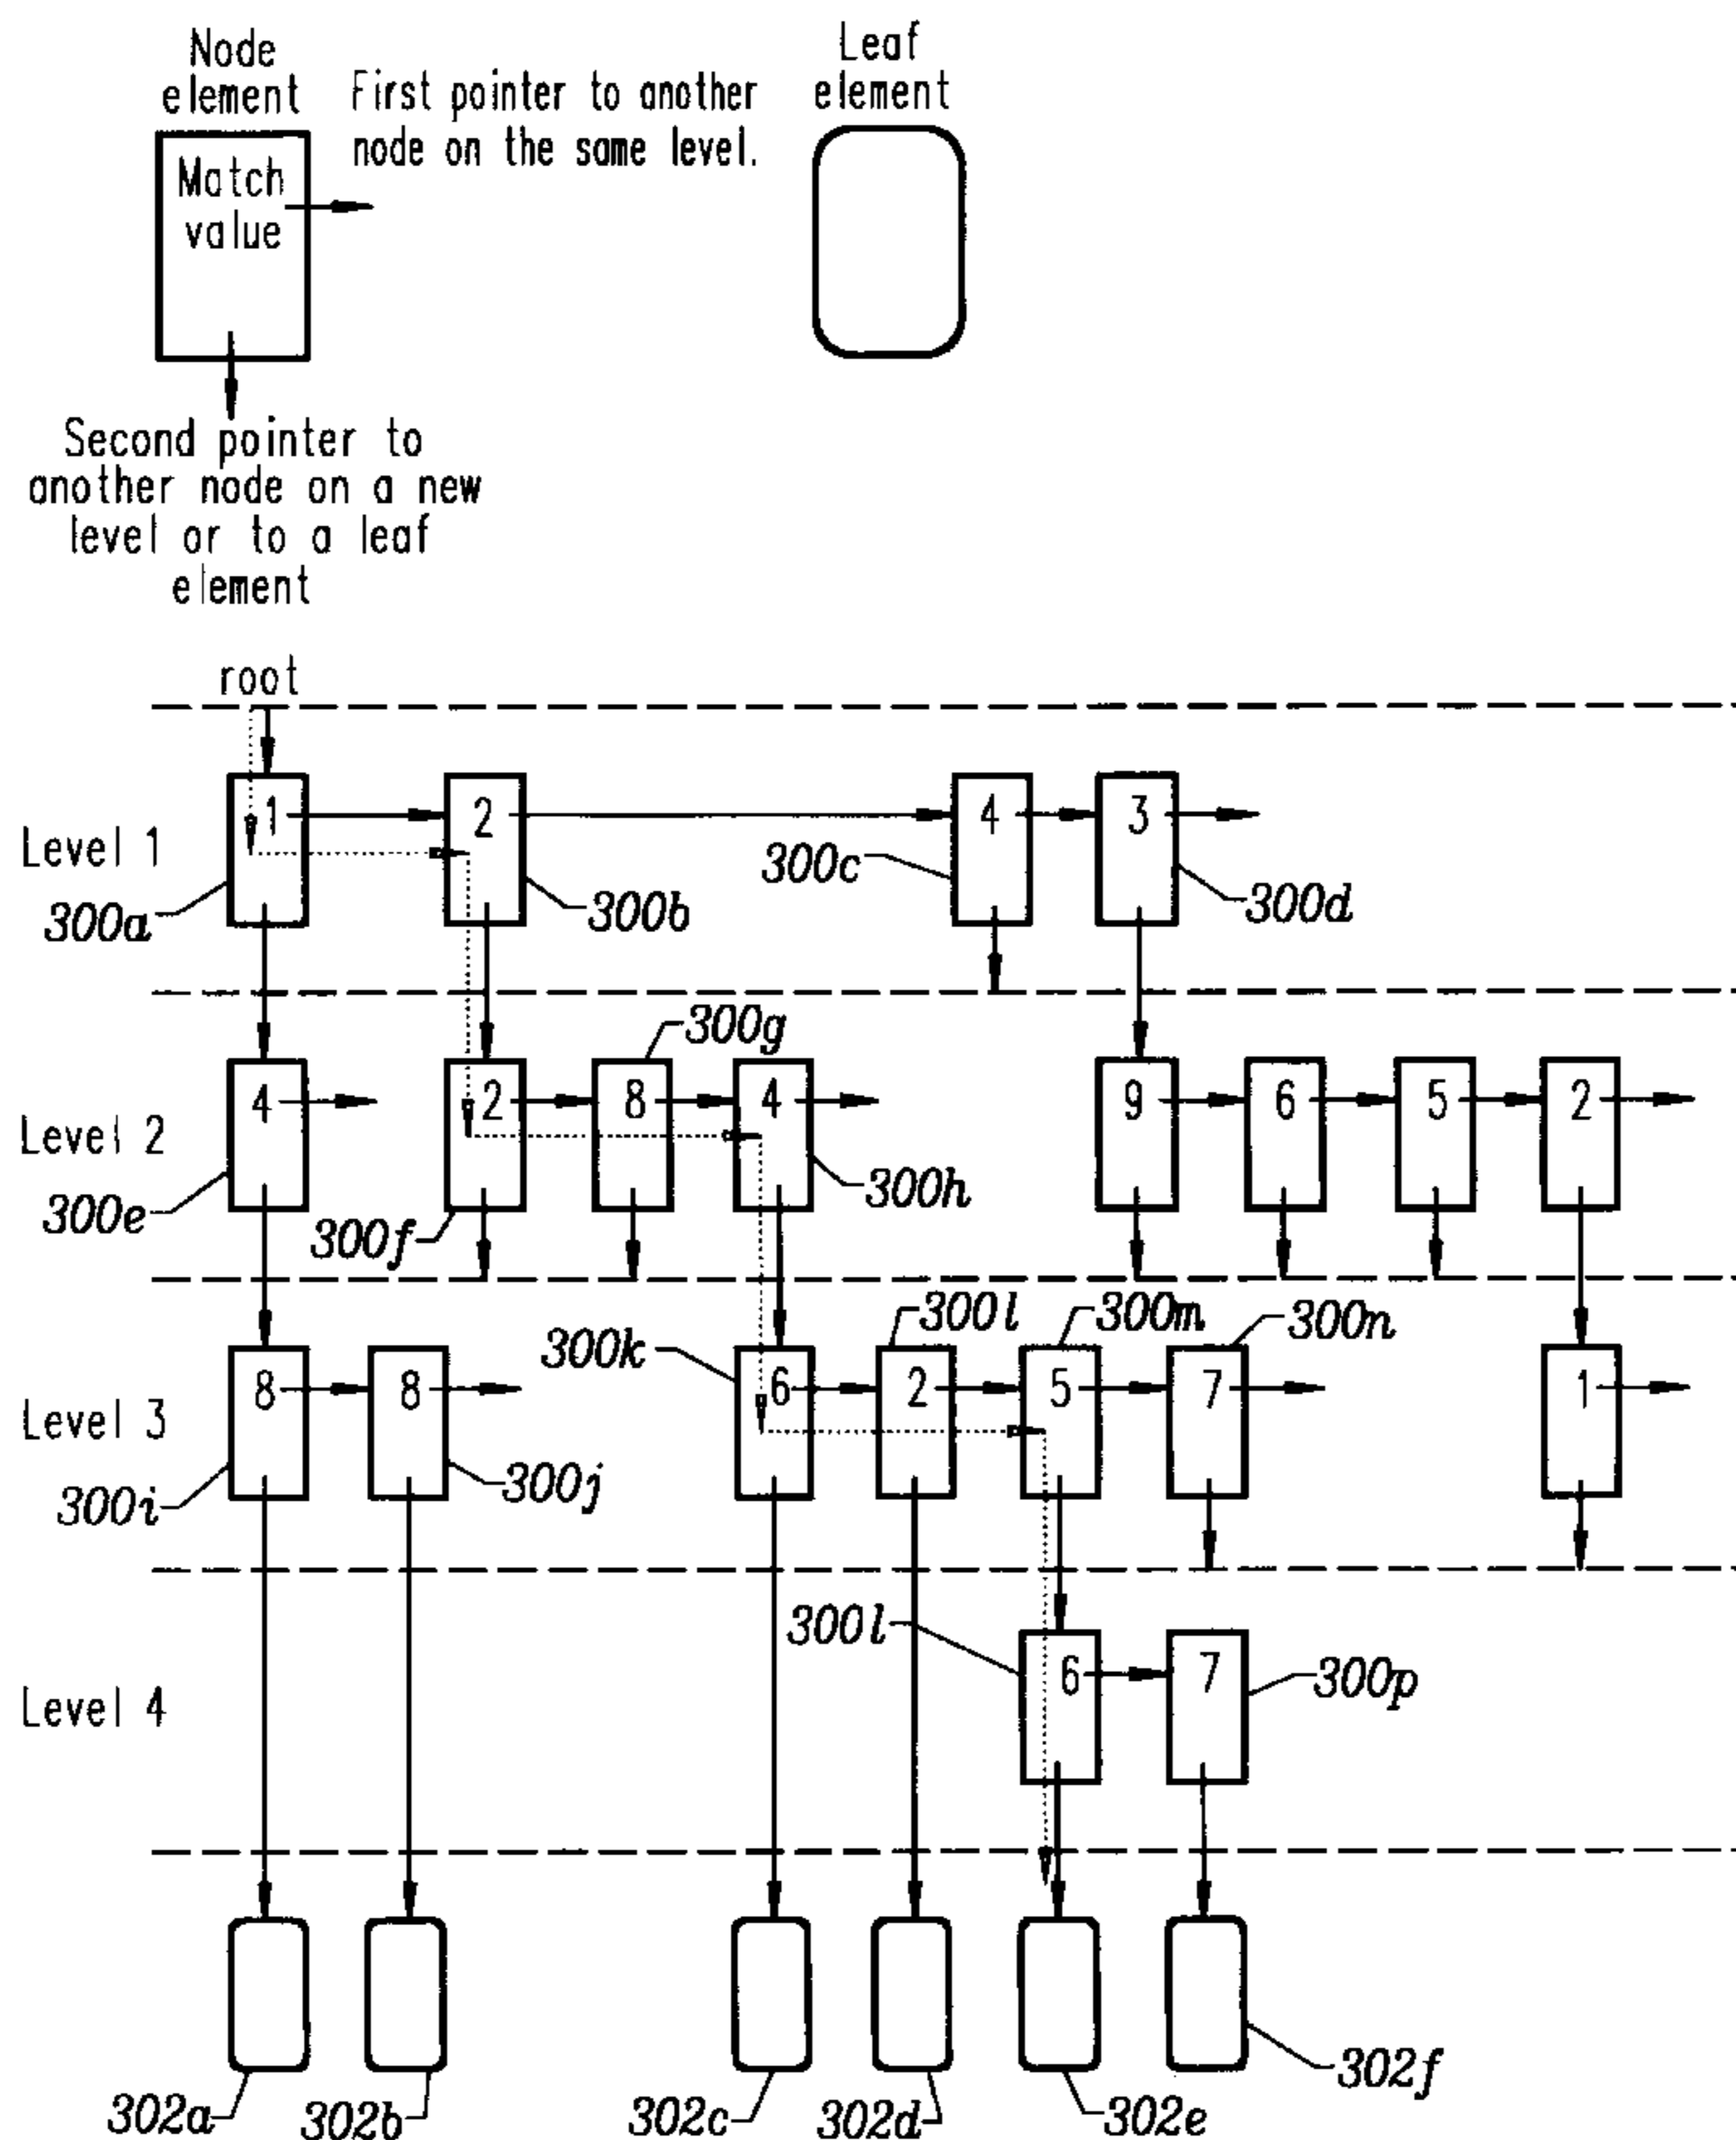 Node
element
Match
value
First pointer to another
node on the same level.
Leaf
element
Second pointer to
another node on a new
level or to a leaf
element
root
Level 1
1
2
4
3
300a
300b
300c
300d
Level 2
4
2
8
4
9
6
5
2
300e
300f
300g
300h
Level 3
8
8
6
2
5
7
1
300i
300j
300k
300l
300m
300n
Level 4
6
7
300l
300p
302a
302b
302c
302d
302e
302f